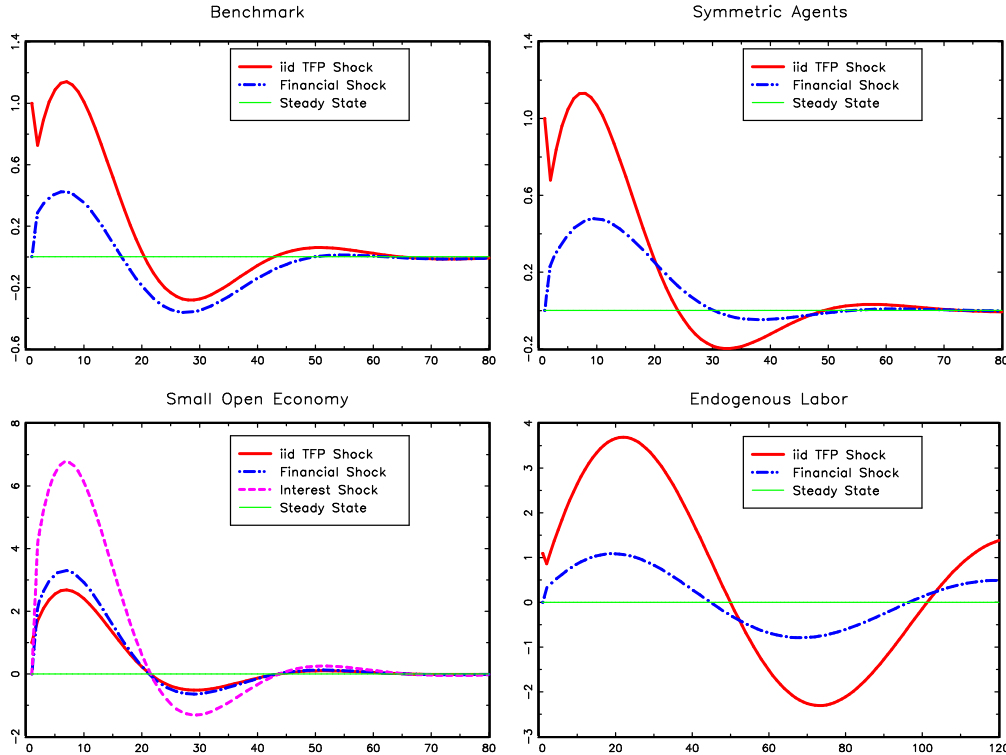 Benchmark
1.4
1.0
0.6
0.2
-0.2
-0.6
iid TFP Shock
Financial Shock
Steady State
0 10 20 30 40 50 60 70 80
Symmetric Agents
1.4
1.0
0.6
0.2
-0.2
iid TFP Shock
Financial Shock
Steady State
0 10 20 30 40 50 60 70 80
Small Open Economy
8
6
4
2
0
-2
iid TFP Shock
Financial Shock
Interest Shock
Steady State
0 10 20 30 40 50 60 70 80
Endogenous Labor
4
3
2
1
0
-1
-2
-3
iid TFP Shock
Financial Shock
Steady State
0 20 40 60 80 100 120